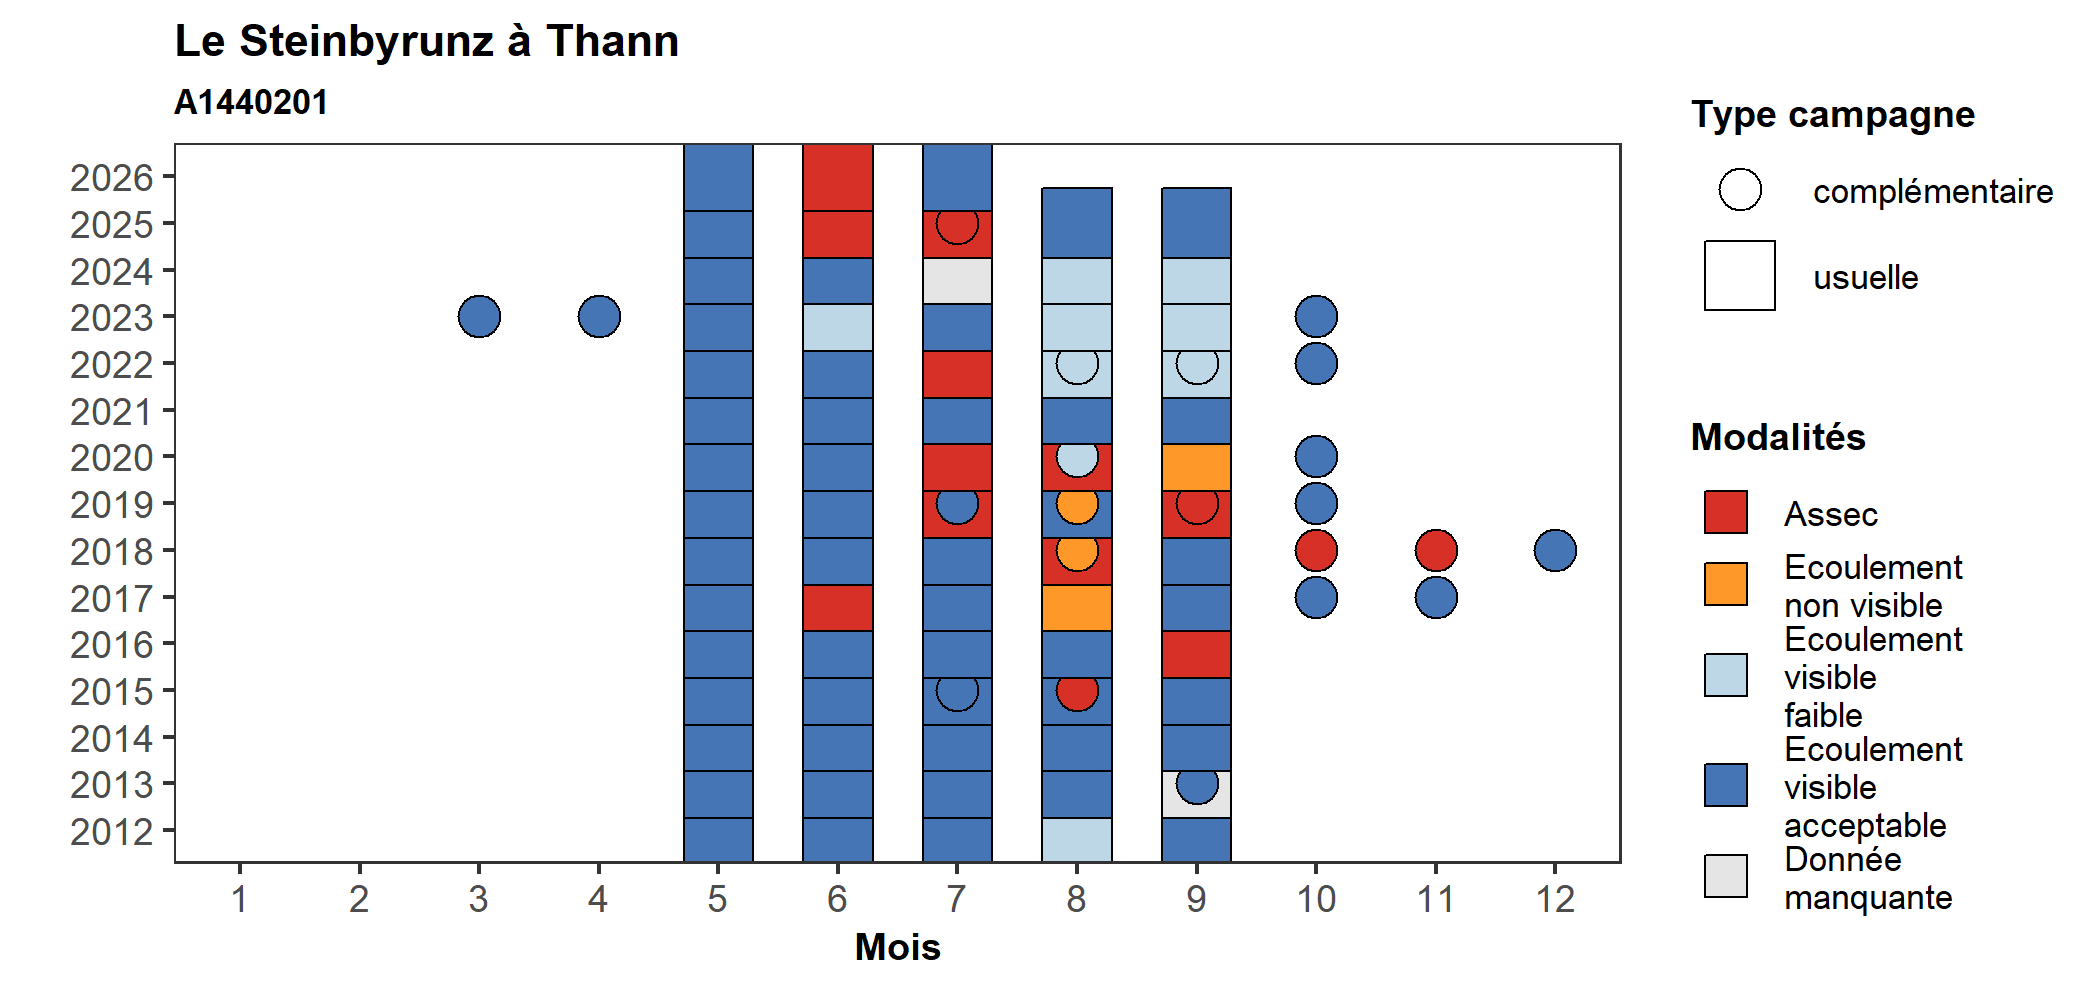 Le Steinbyrunz à Thann
A1440201
2026
2025
2024
2023
2022
2021
2020
2019
2018
2017
2016
2015
2014
2013
2012
1 2 3 4 5 6 7 8 9 10 11 12
Mois
Type campagne
complémentaire
usuelle
Modalités
Assec
Ecoulement
non visible
Ecoulement
visible
faible
Ecoulement
visible
acceptable
Donnée
manquante